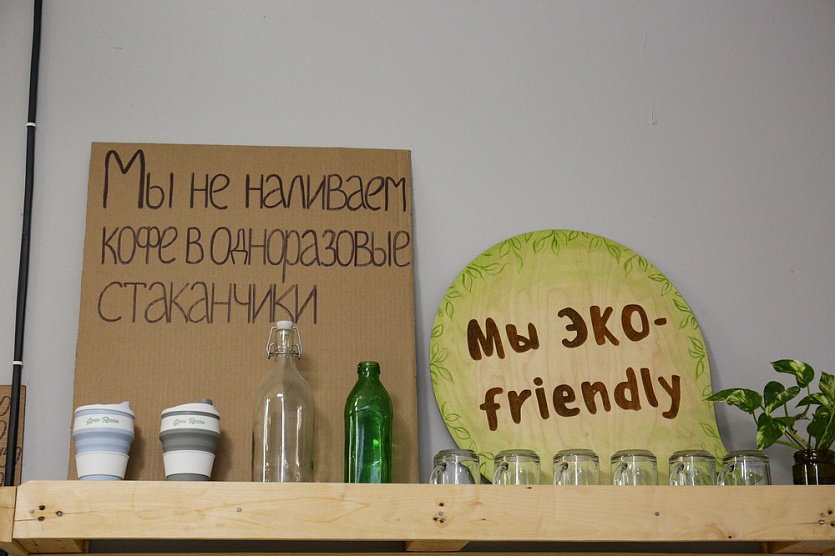 Мы не наливаем
кофе в одноразовые
стаканчики
Мы ЭКО-
friendly